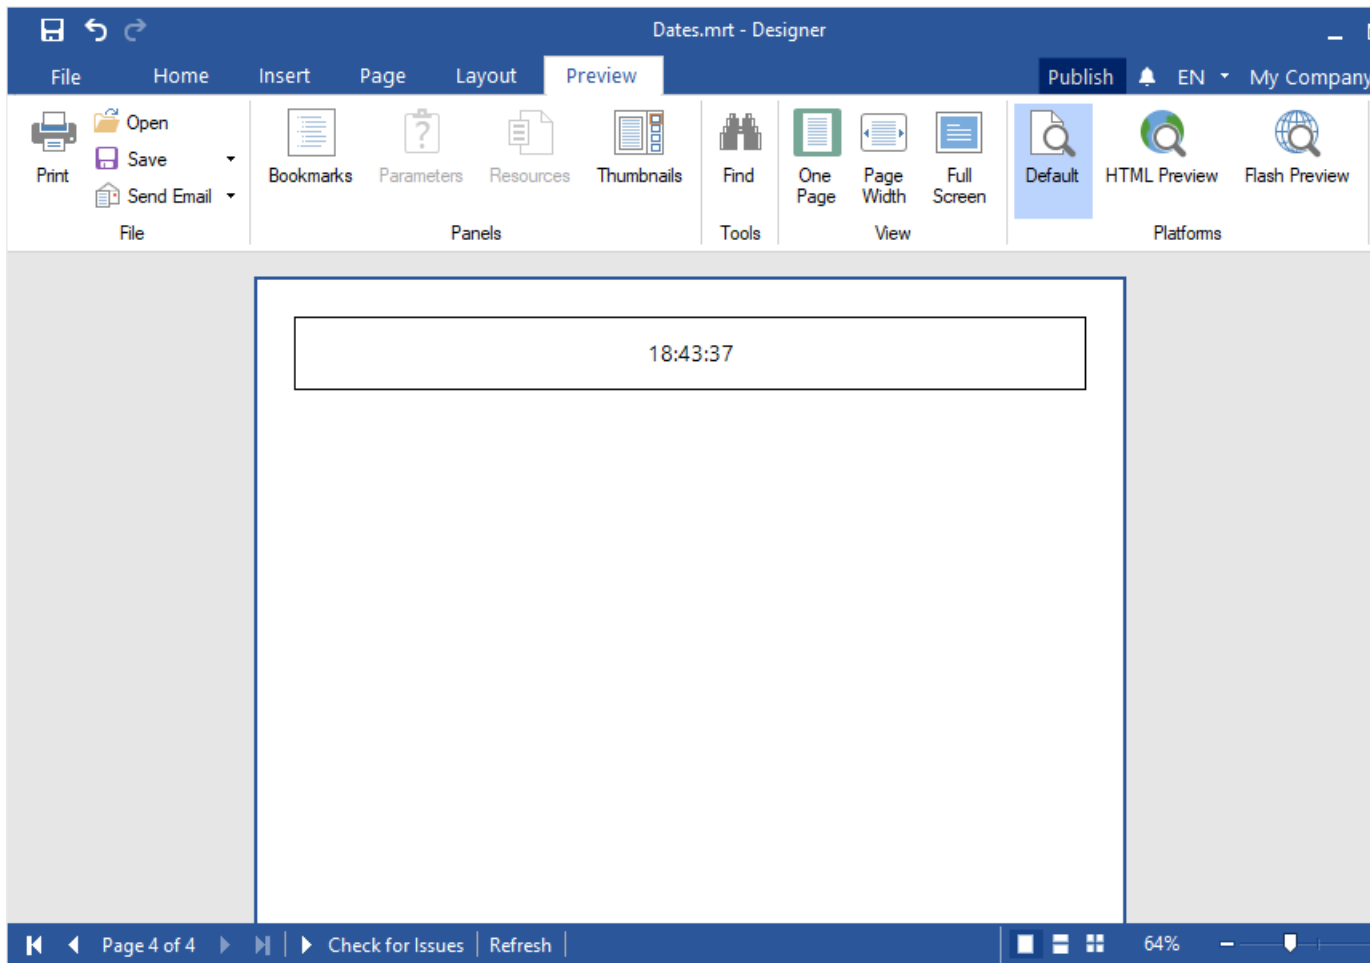 Dates.mrt - Designer
File Home Insert Page Layout Preview Publish EN My Company
Print
Open
Save
Send Email
Bookmarks Parameters Resources Thumbnails Find One Page Page Width Full Screen Default HTML Preview Flash Preview
File Panels Tools View Platforms
18:43:37
Page 4 of 4 Check for Issues Refresh 64%